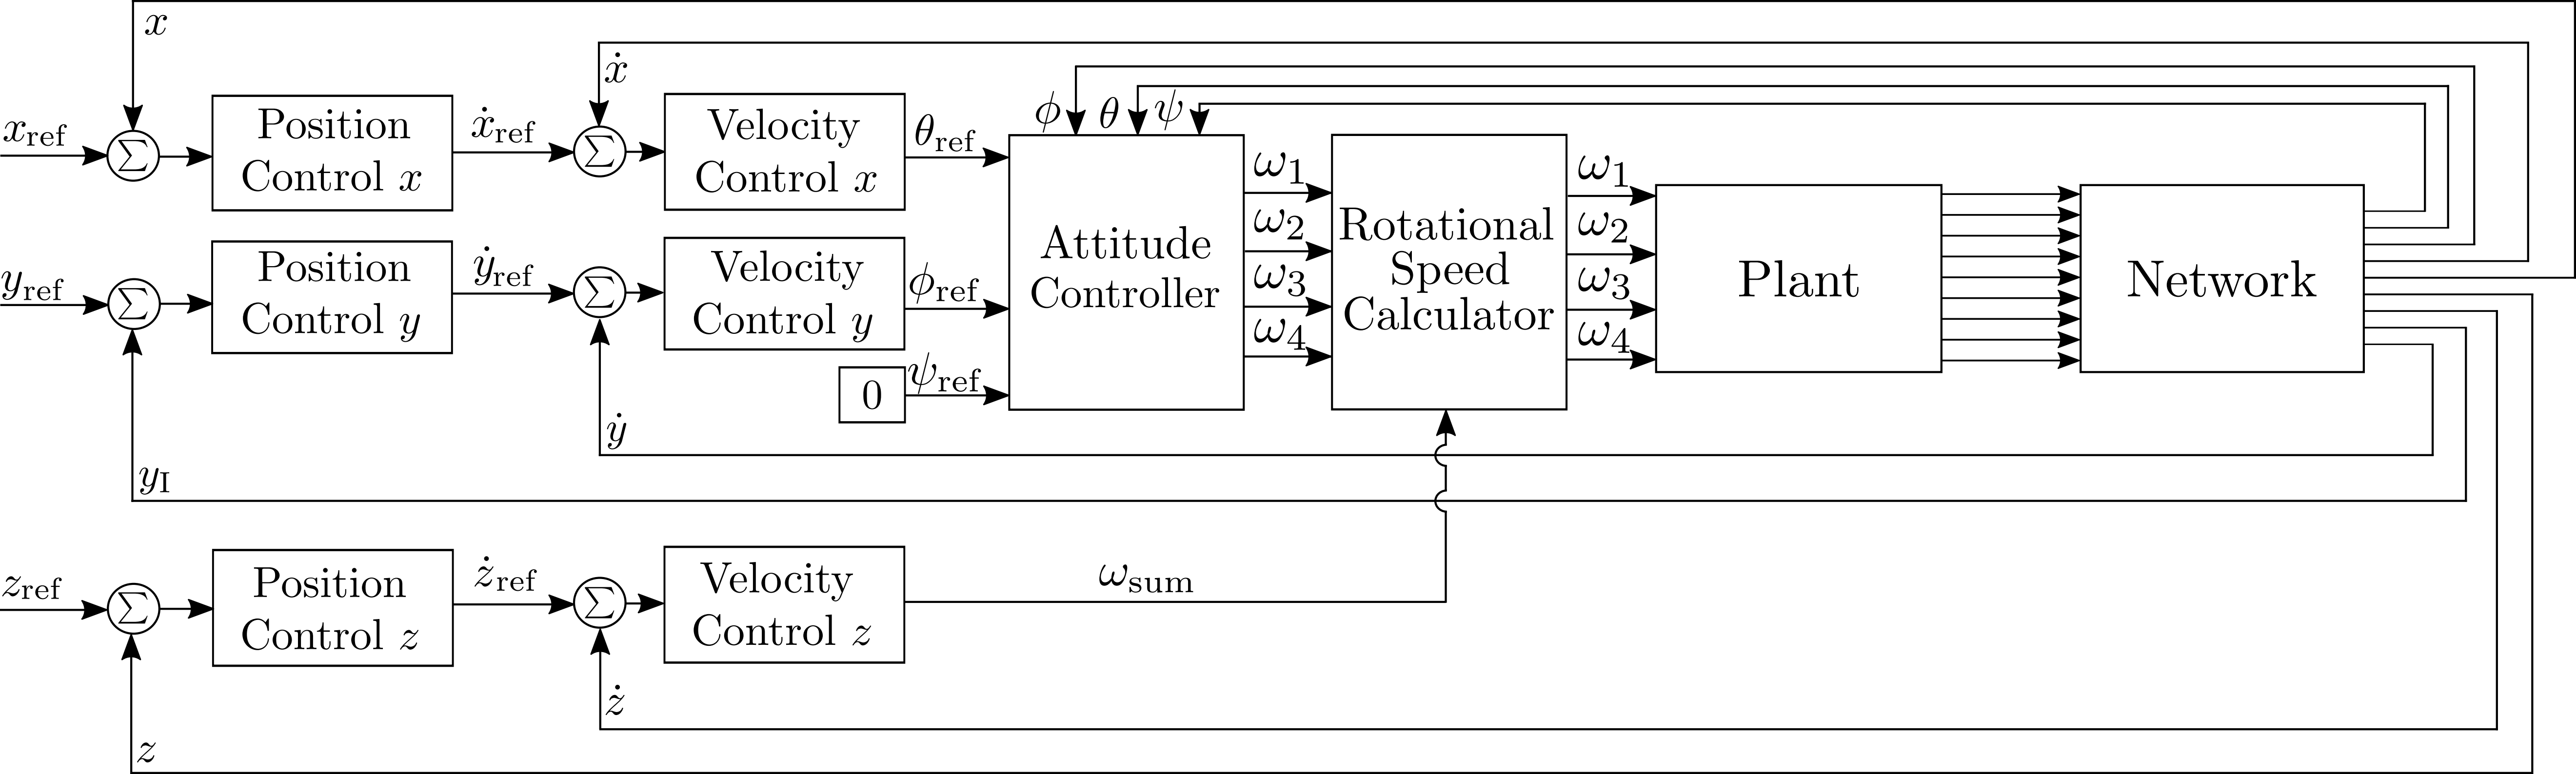 x
ẋ
ϕ θ ψ
x_ref
Σ
Position
Control x
ẋ_ref
Σ
Velocity
Control x
θ_ref
y_ref
Σ
Position
Control y
ẏ_ref
Σ
Velocity
Control y
ϕ_ref
0
ψ_ref
Attitude
Controller
ω1
ω2
ω3
ω4
Rotational
Speed
Calculator
ω1
ω2
ω3
ω4
Plant
Network
ẏ
y_I
z_ref
Σ
Position
Control z
ż_ref
Σ
Velocity
Control z
ω_sum
ż
z